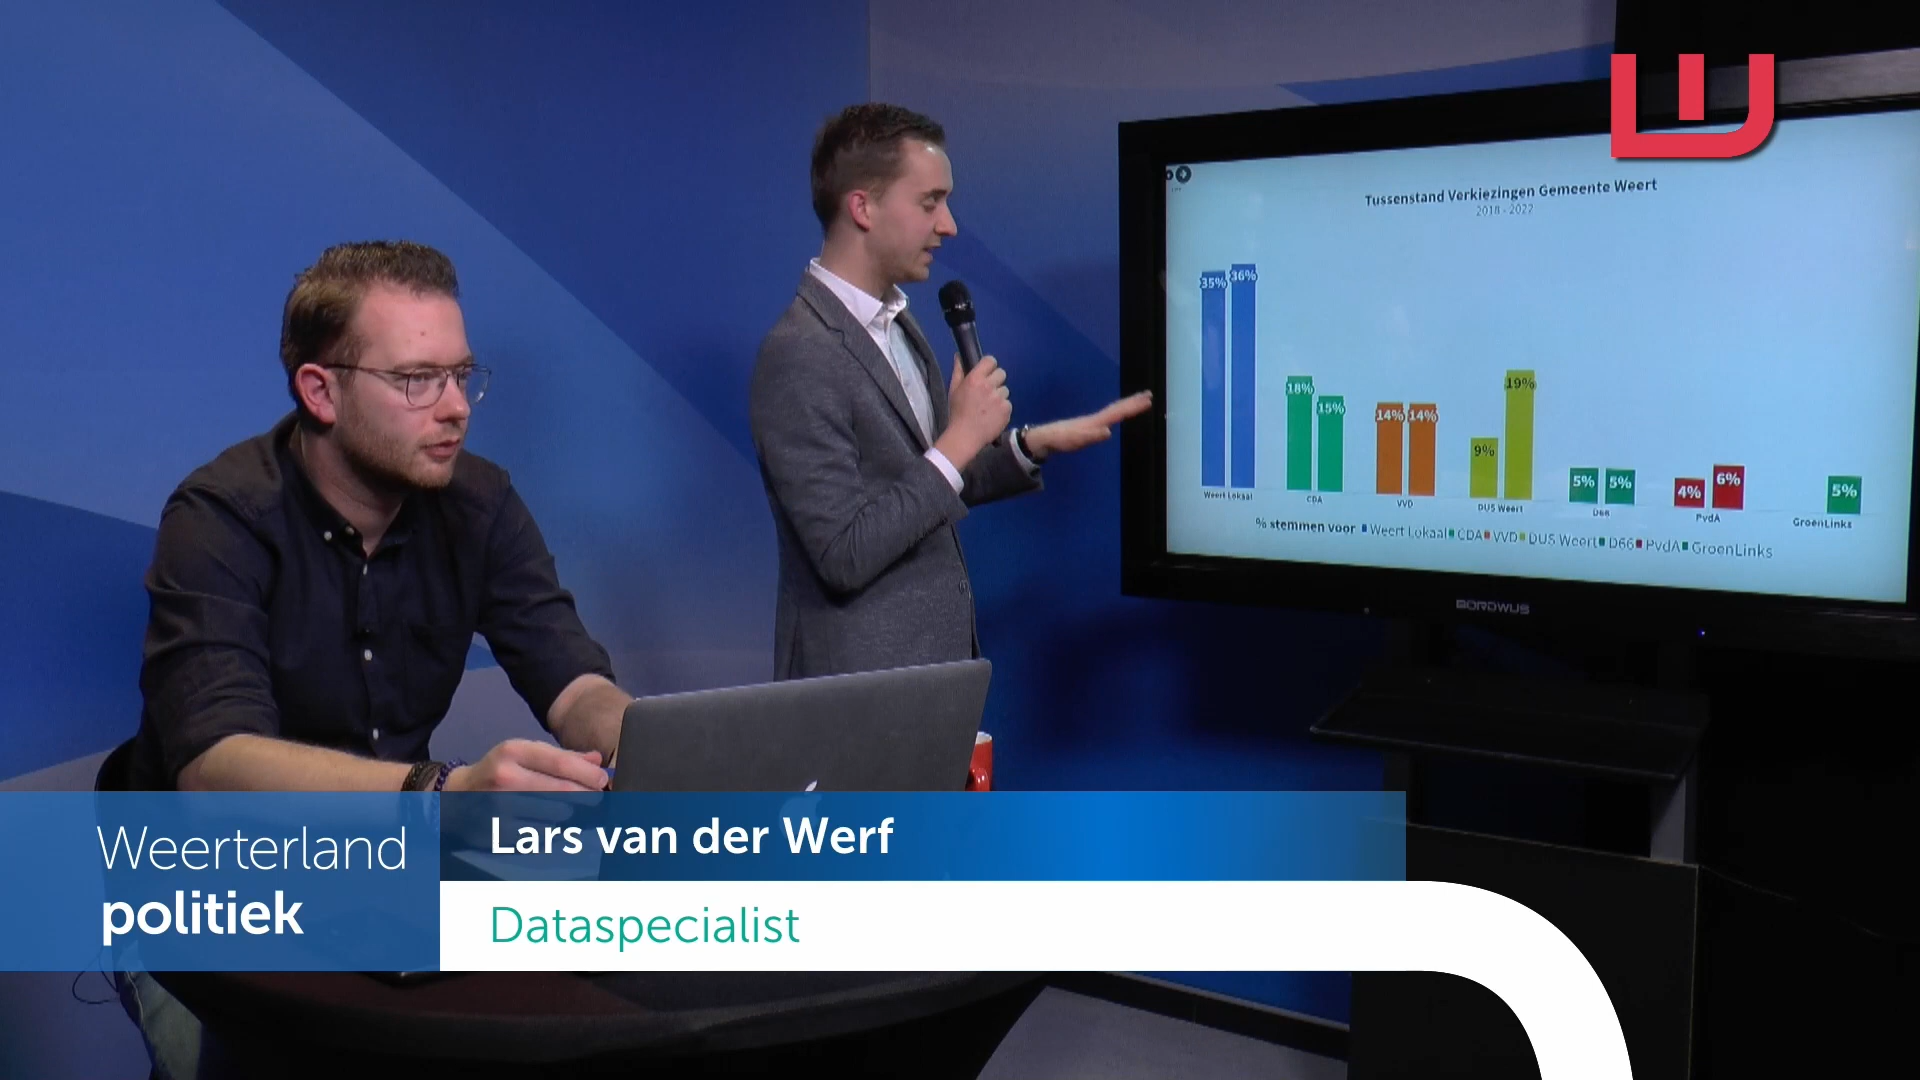 Tussenstand Verkiezingen Gemeente Weert
2018 - 2022
35% 36%
18% 15%
14% 14%
9% 19%
5% 5%
4% 6%
5%
Weert Lokaal CDA VVD DUS Weert D66 PvdA GroenLinks
% stemmen voor Weert Lokaal CDA VVD DUS Weert D66 PvdA GroenLinks
BORDWIJS
Weerterland
politiek
Lars van der Werf
Dataspecialist